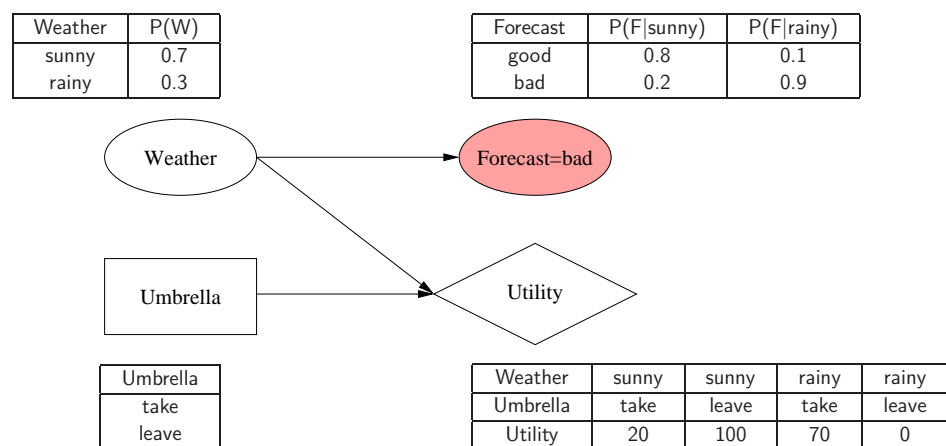 Weather P(W)
sunny 0.7
rainy 0.3
Forecast P(F|sunny) P(F|rainy)
good 0.8 0.1
bad 0.2 0.9
Weather
Forecast=bad
Umbrella
Utility
Umbrella
take
leave
Weather sunny sunny rainy rainy
Umbrella take leave take leave
Utility 20 100 70 0